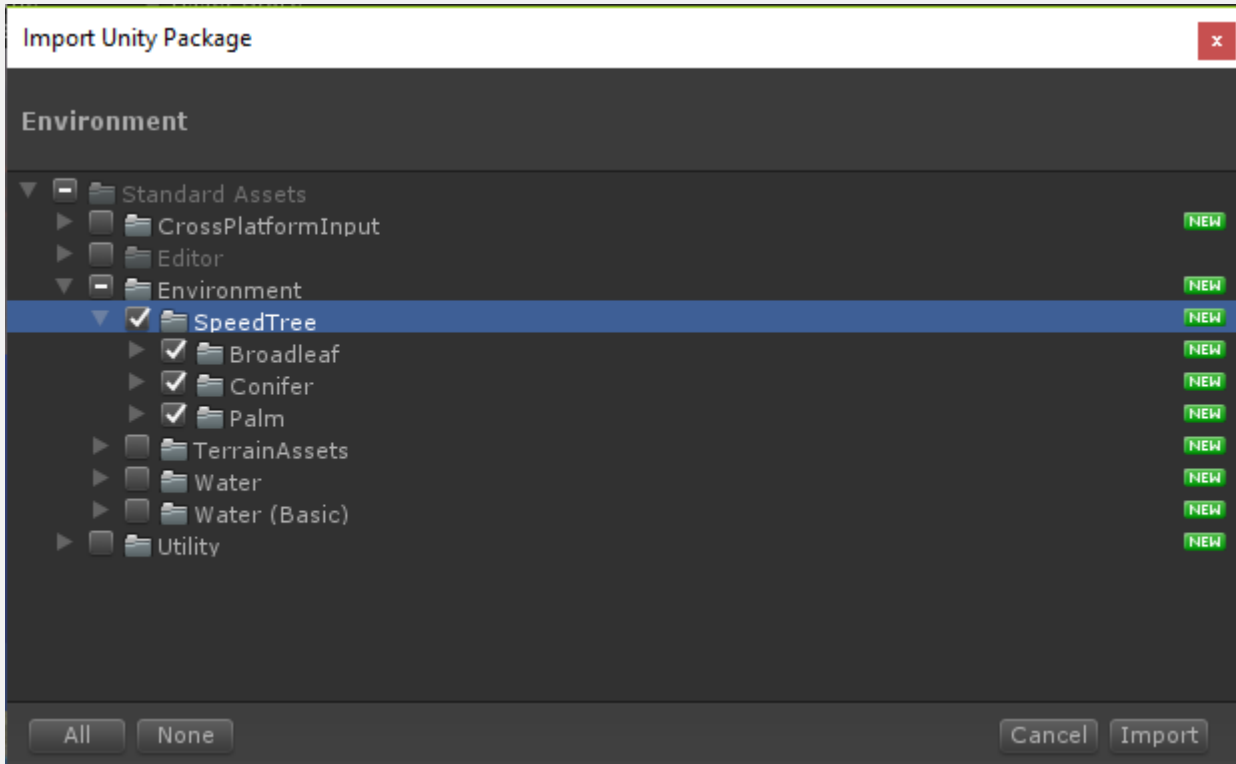 Import Unity Package
x
Environment
Standard Assets
CrossPlatformInput NEW
Editor
Environment NEW
SpeedTree NEW
Broadleaf NEW
Conifer NEW
Palm NEW
TerrainAssets NEW
Water NEW
Water (Basic) NEW
Utility NEW
All None Cancel Import